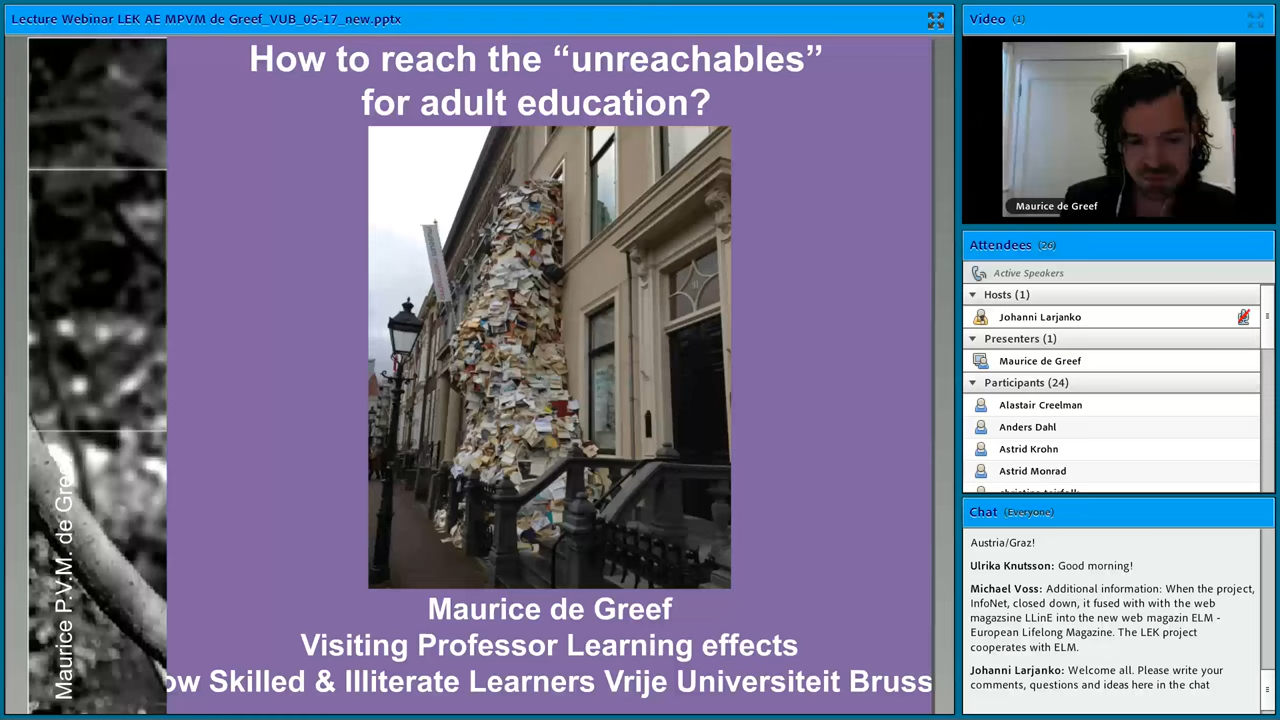 Lecture Webinar LEK AE MPVM de Greef_VUB_05-17_new.pptx
How to reach the “unreachables”
for adult education?
Maurice P.V.M. de Gree
Maurice de Greef
Visiting Professor Learning effects
ow Skilled & Illiterate Learners Vrije Universiteit Bruss
Video (1)
Maurice de Greef
Attendees (26)
Active Speakers
Hosts (1)
Johanni Larjanko
Presenters (1)
Maurice de Greef
Participants (24)
Alastair Creelman
Anders Dahl
Astrid Krohn
Astrid Monrad
Chat (Everyone)
Austria/Graz!
Ulrika Knutsson: Good morning!
Michael Voss: Additional information: When the project,
InfoNet, closed down, it fused with with the web
magazsine LLinE into the new web magazin ELM -
European Lifelong Magazine. The LEK project
cooperates with ELM.
Johanni Larjanko: Welcome all. Please write your
comments, questions and ideas here in the chat